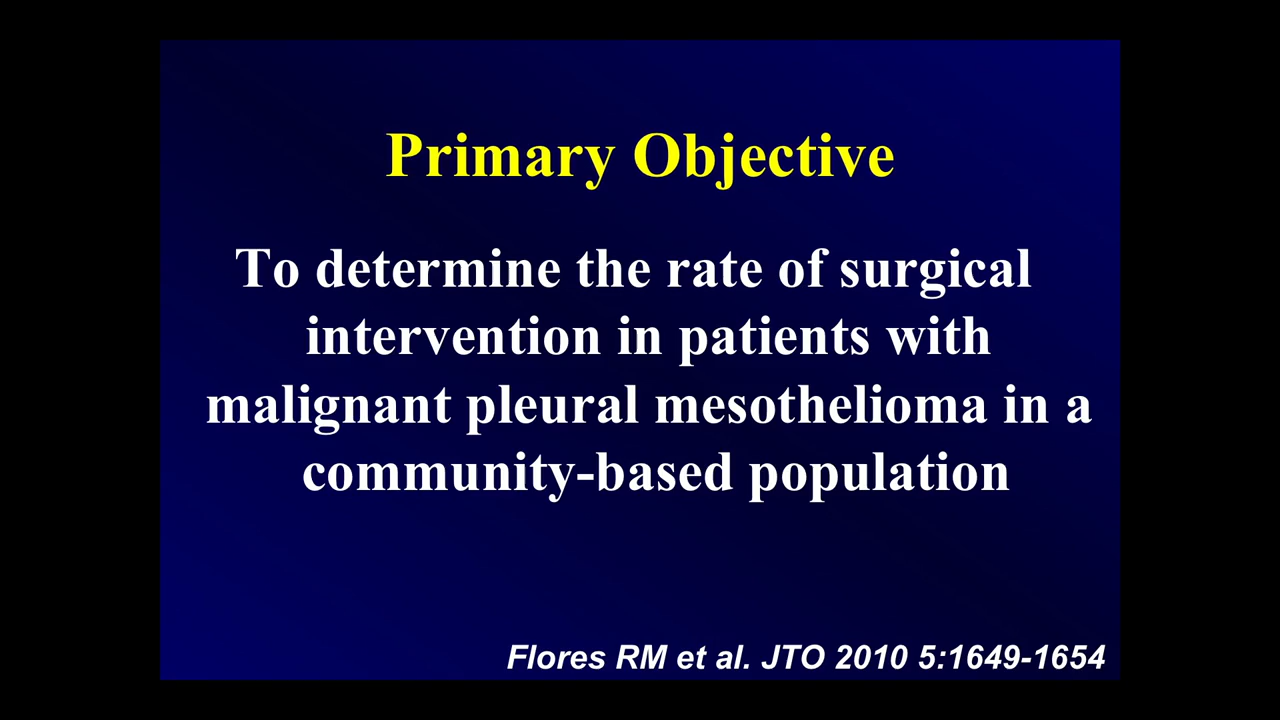 Primary Objective
To determine the rate of surgical
intervention in patients with
malignant pleural mesothelioma in a
community-based population
Flores RM et al. JTO 2010 5:1649-1654